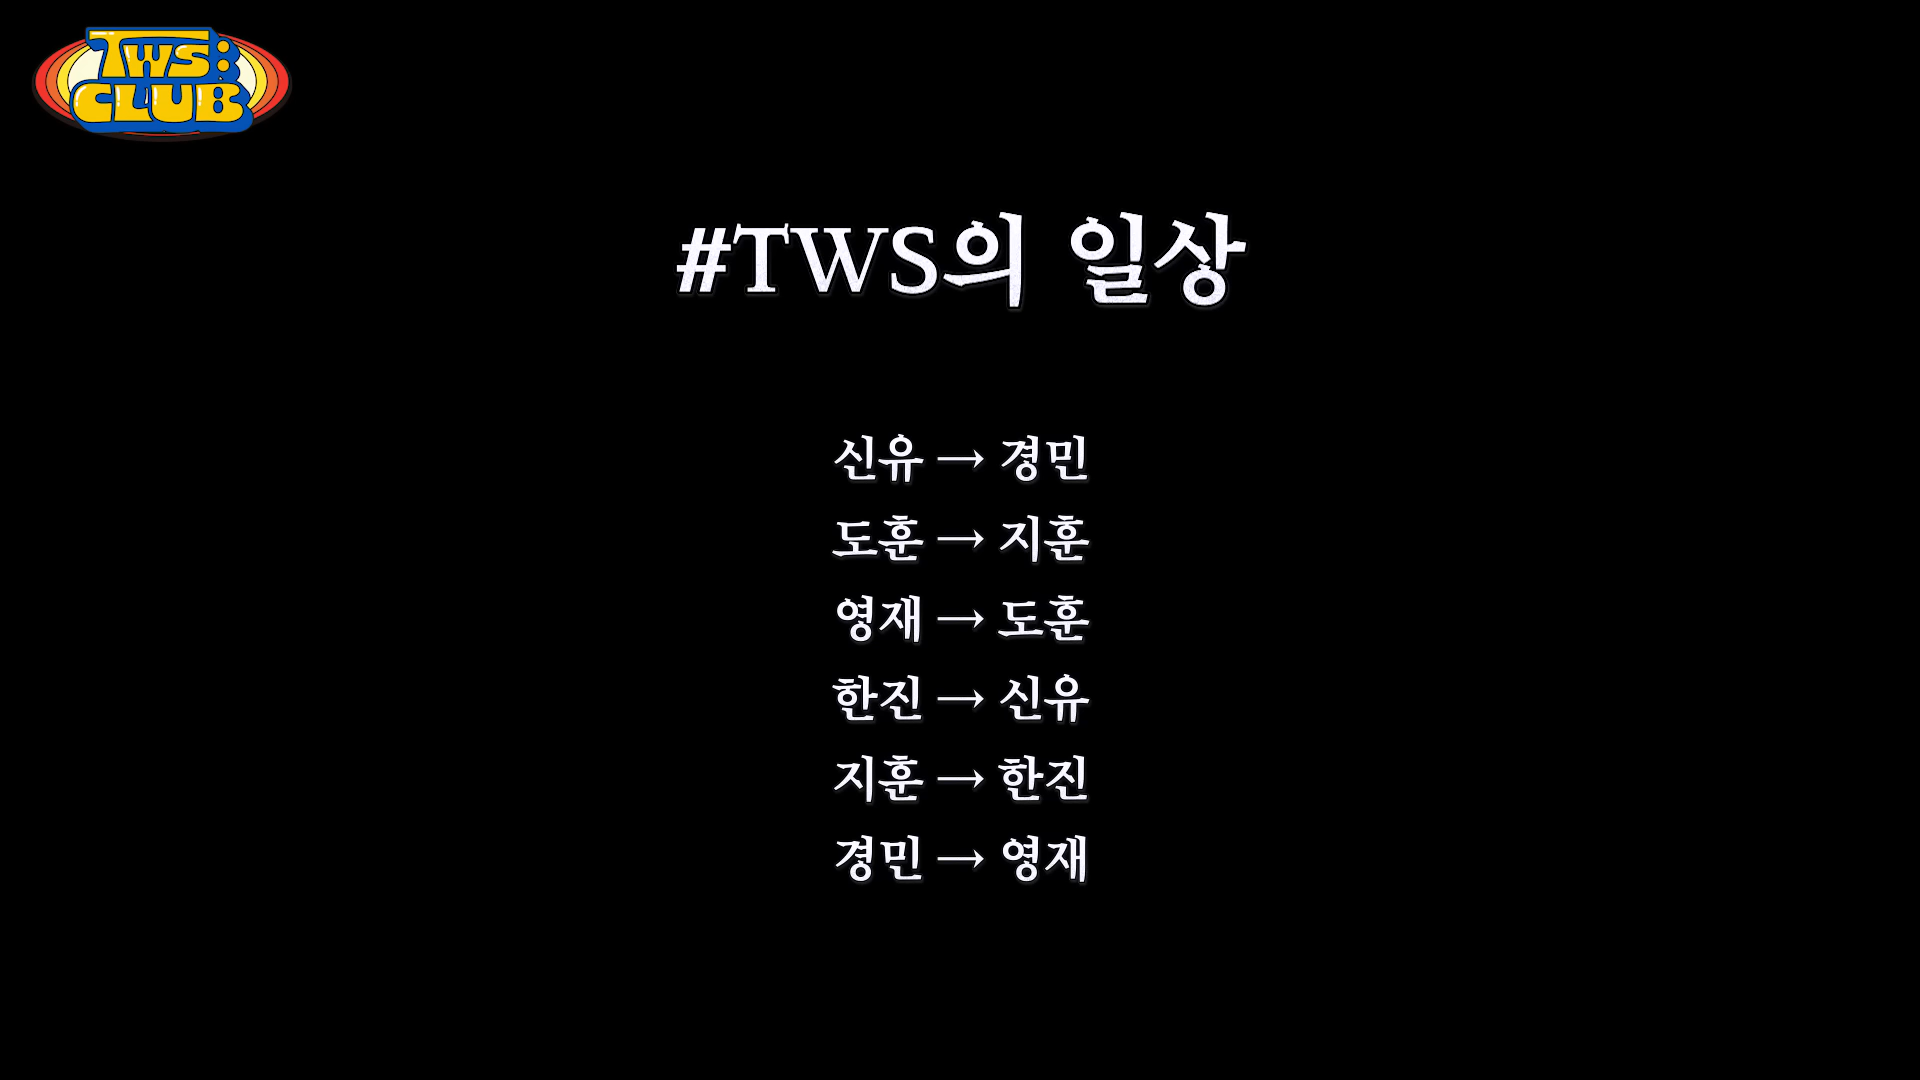 TWS:
CLUB
#TWS의 일상
신유 → 경민
도훈 → 지훈
영재 → 도훈
한진 → 신유
지훈 → 한진
경민 → 영재